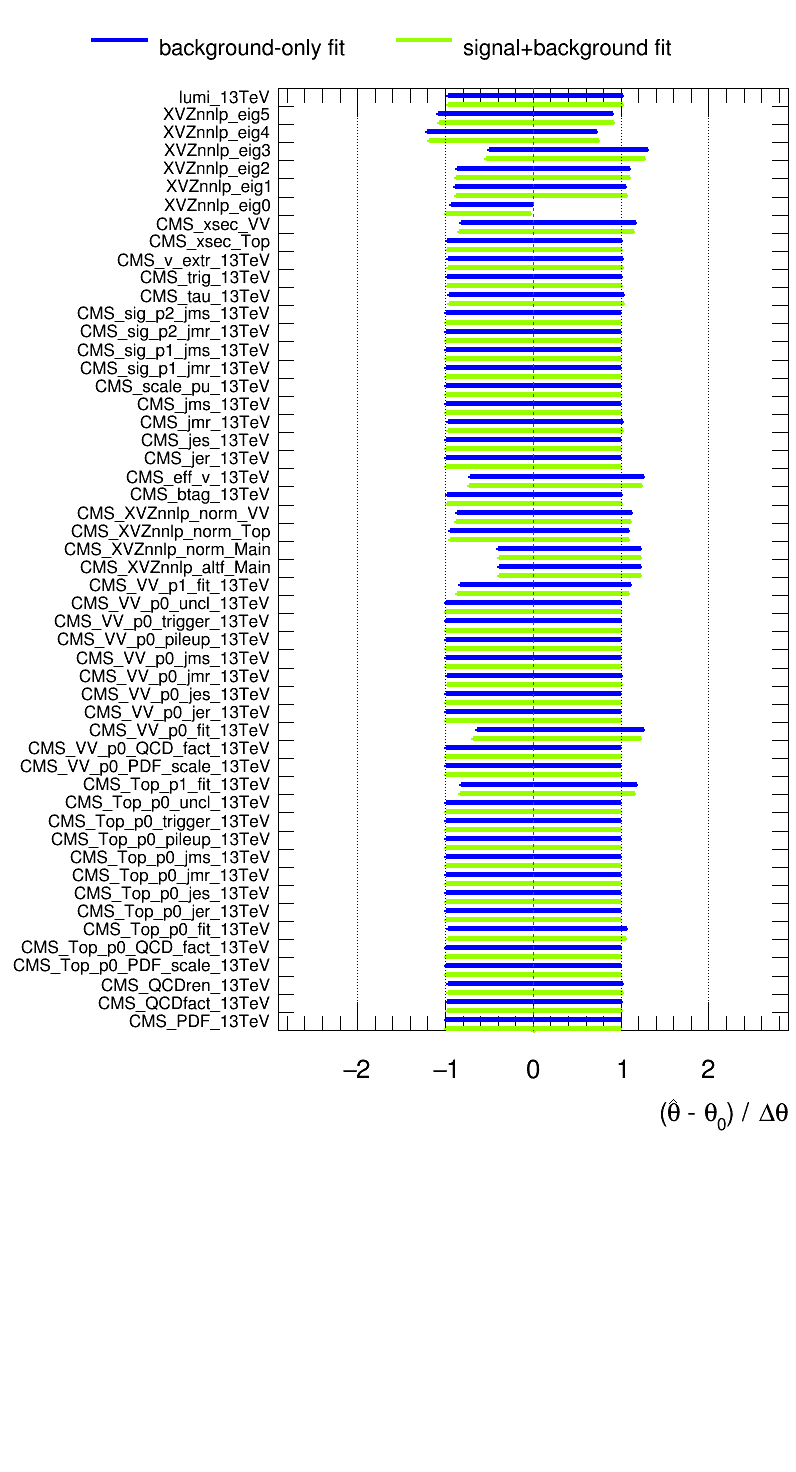 background-only fit signal+background fit
lumi_13TeV
XVZnnlp_eig5
XVZnnlp_eig4
XVZnnlp_eig3
XVZnnlp_eig2
XVZnnlp_eig1
XVZnnlp_eig0
CMS_xsec_VV
CMS_xsec_Top
CMS_v_extr_13TeV
CMS_trig_13TeV
CMS_tau_13TeV
CMS_sig_p2_jms_13TeV
CMS_sig_p2_jmr_13TeV
CMS_sig_p1_jms_13TeV
CMS_sig_p1_jmr_13TeV
CMS_scale_pu_13TeV
CMS_jms_13TeV
CMS_jmr_13TeV
CMS_jes_13TeV
CMS_jer_13TeV
CMS_eff_v_13TeV
CMS_btag_13TeV
CMS_XVZnnlp_norm_VV
CMS_XVZnnlp_norm_Top
CMS_XVZnnlp_norm_Main
CMS_XVZnnlp_altf_Main
CMS_VV_p1_fit_13TeV
CMS_VV_p0_uncl_13TeV
CMS_VV_p0_trigger_13TeV
CMS_VV_p0_pileup_13TeV
CMS_VV_p0_jms_13TeV
CMS_VV_p0_jmr_13TeV
CMS_VV_p0_jes_13TeV
CMS_VV_p0_jer_13TeV
CMS_VV_p0_fit_13TeV
CMS_VV_p0_QCD_fact_13TeV
CMS_VV_p0_PDF_scale_13TeV
CMS_Top_p1_fit_13TeV
CMS_Top_p0_uncl_13TeV
CMS_Top_p0_trigger_13TeV
CMS_Top_p0_pileup_13TeV
CMS_Top_p0_jms_13TeV
CMS_Top_p0_jmr_13TeV
CMS_Top_p0_jes_13TeV
CMS_Top_p0_jer_13TeV
CMS_Top_p0_fit_13TeV
CMS_Top_p0_QCD_fact_13TeV
CMS_Top_p0_PDF_scale_13TeV
CMS_QCDren_13TeV
CMS_QCDfact_13TeV
CMS_PDF_13TeV
−2 −1 0 1 2
(θ̂ - θ₀) / Δθ